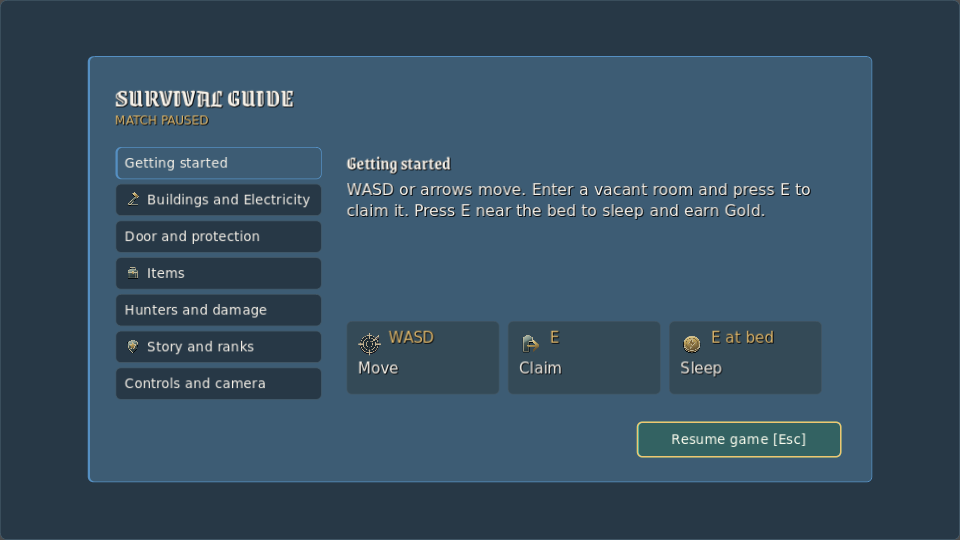 SURVIVAL GUIDE
MATCH PAUSED
Getting started
Buildings and Electricity
Door and protection
Items
Hunters and damage
Story and ranks
Controls and camera
Getting started
WASD or arrows move. Enter a vacant room and press E to
claim it. Press E near the bed to sleep and earn Gold.
WASD
Move
E
Claim
E at bed
Sleep
Resume game [Esc]